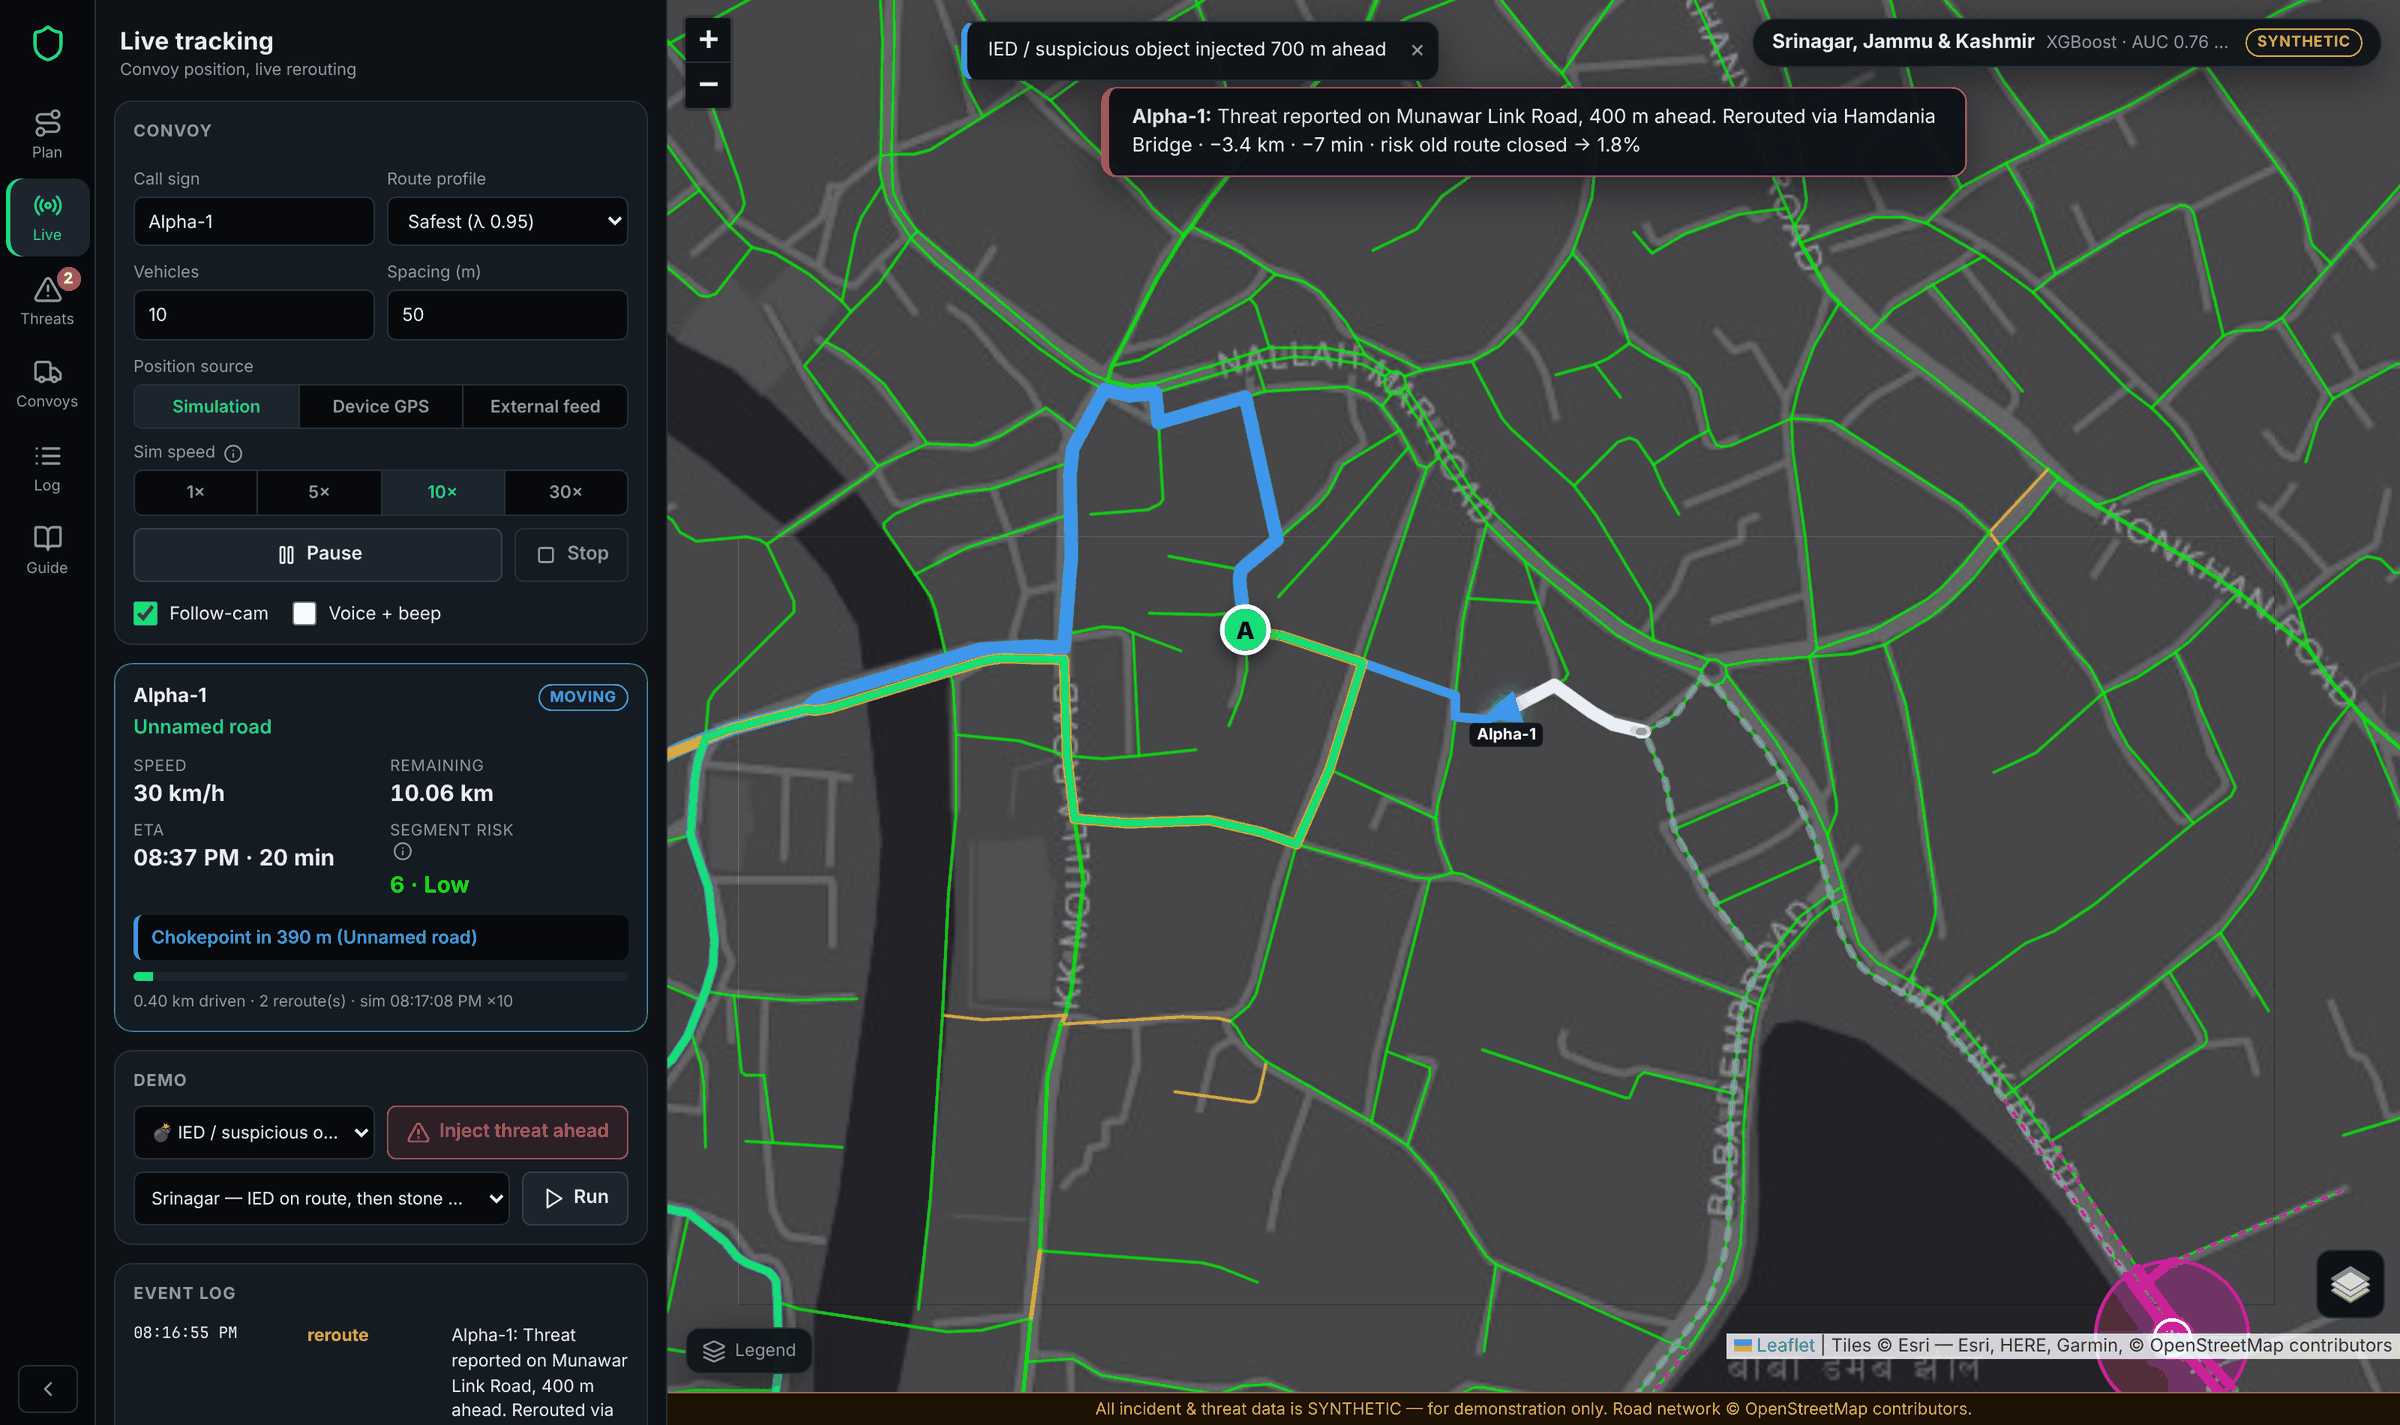 Plan
Live
2
Threats
Convoys
Log
Guide
Live tracking
Convoy position, live rerouting
CONVOY
Call sign
Route profile
Alpha-1
Safest (λ 0.95)
Vehicles
Spacing (m)
10
50
Position source
Simulation
Device GPS
External feed
Sim speed
1×
5×
10×
30×
Pause
Stop
Follow-cam
Voice + beep
Alpha-1
MOVING
Unnamed road
SPEED
REMAINING
30 km/h
10.06 km
ETA
SEGMENT RISK
08:37 PM · 20 min
6 · Low
Chokepoint in 390 m (Unnamed road)
0.40 km driven · 2 reroute(s) · sim 08:17:08 PM ×10
DEMO
IED / suspicious o...
Inject threat ahead
Srinagar — IED on route, then stone ...
Run
EVENT LOG
08:16:55 PM
reroute
Alpha-1: Threat
reported on Munawar
Link Road, 400 m
ahead. Rerouted via
+
−
IED / suspicious object injected 700 m ahead ×
Alpha-1: Threat reported on Munawar Link Road, 400 m ahead. Rerouted via Hamdania
Bridge · −3.4 km · −7 min · risk old route closed → 1.8%
Srinagar, Jammu & Kashmir XGBoost · AUC 0.76 ... SYNTHETIC
NALLAH MAR ROAD
ROAD
KONKHAN ROAD
A
Alpha-1
BABA DEMB ROAD
Legend
Leaflet | Tiles © Esri — Esri, HERE, Garmin, © OpenStreetMap contributors
All incident & threat data is SYNTHETIC — for demonstration only. Road network © OpenStreetMap contributors.